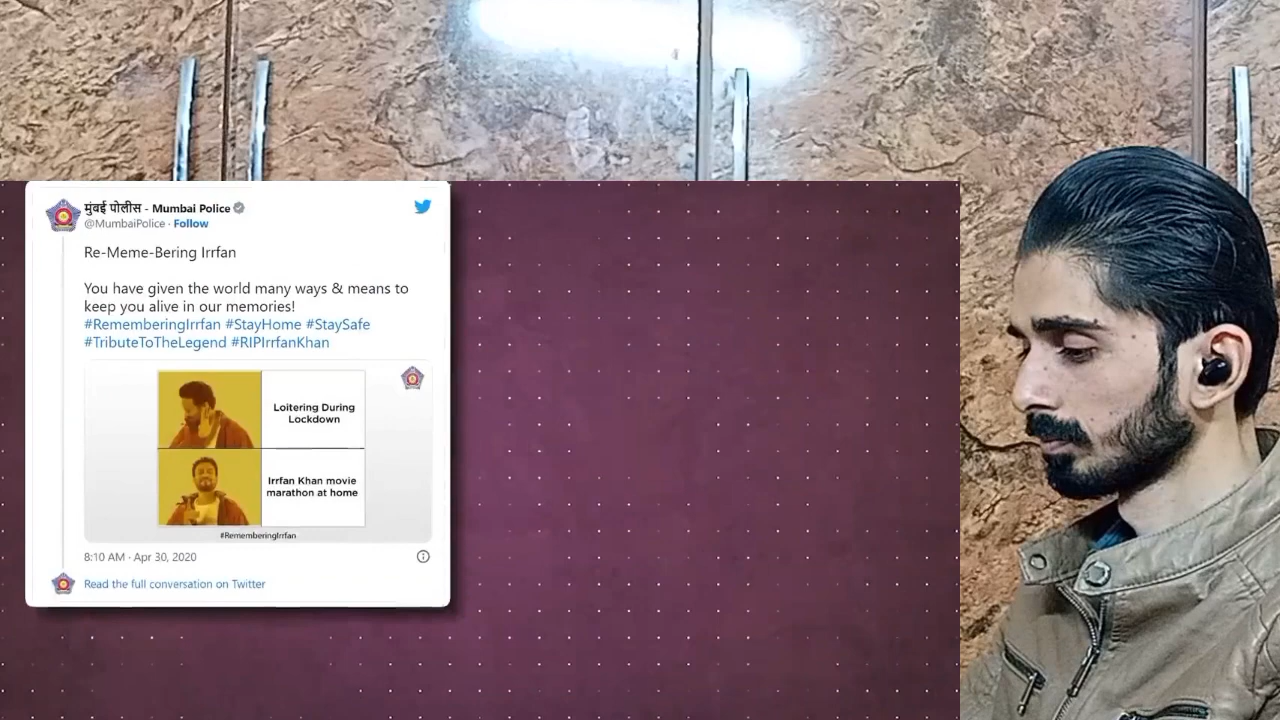 मुंबई पोलीस - Mumbai Police
@MumbaiPolice · Follow
Re-Meme-Bering Irrfan
You have given the world many ways & means to
keep you alive in our memories!
#RememberingIrrfan #StayHome #StaySafe
#TributeToTheLegend #RIPIrrfanKhan
Loitering During
Lockdown
Irrfan Khan movie
marathon at home
#RememberingIrrfan
8:10 AM · Apr 30, 2020
Read the full conversation on Twitter